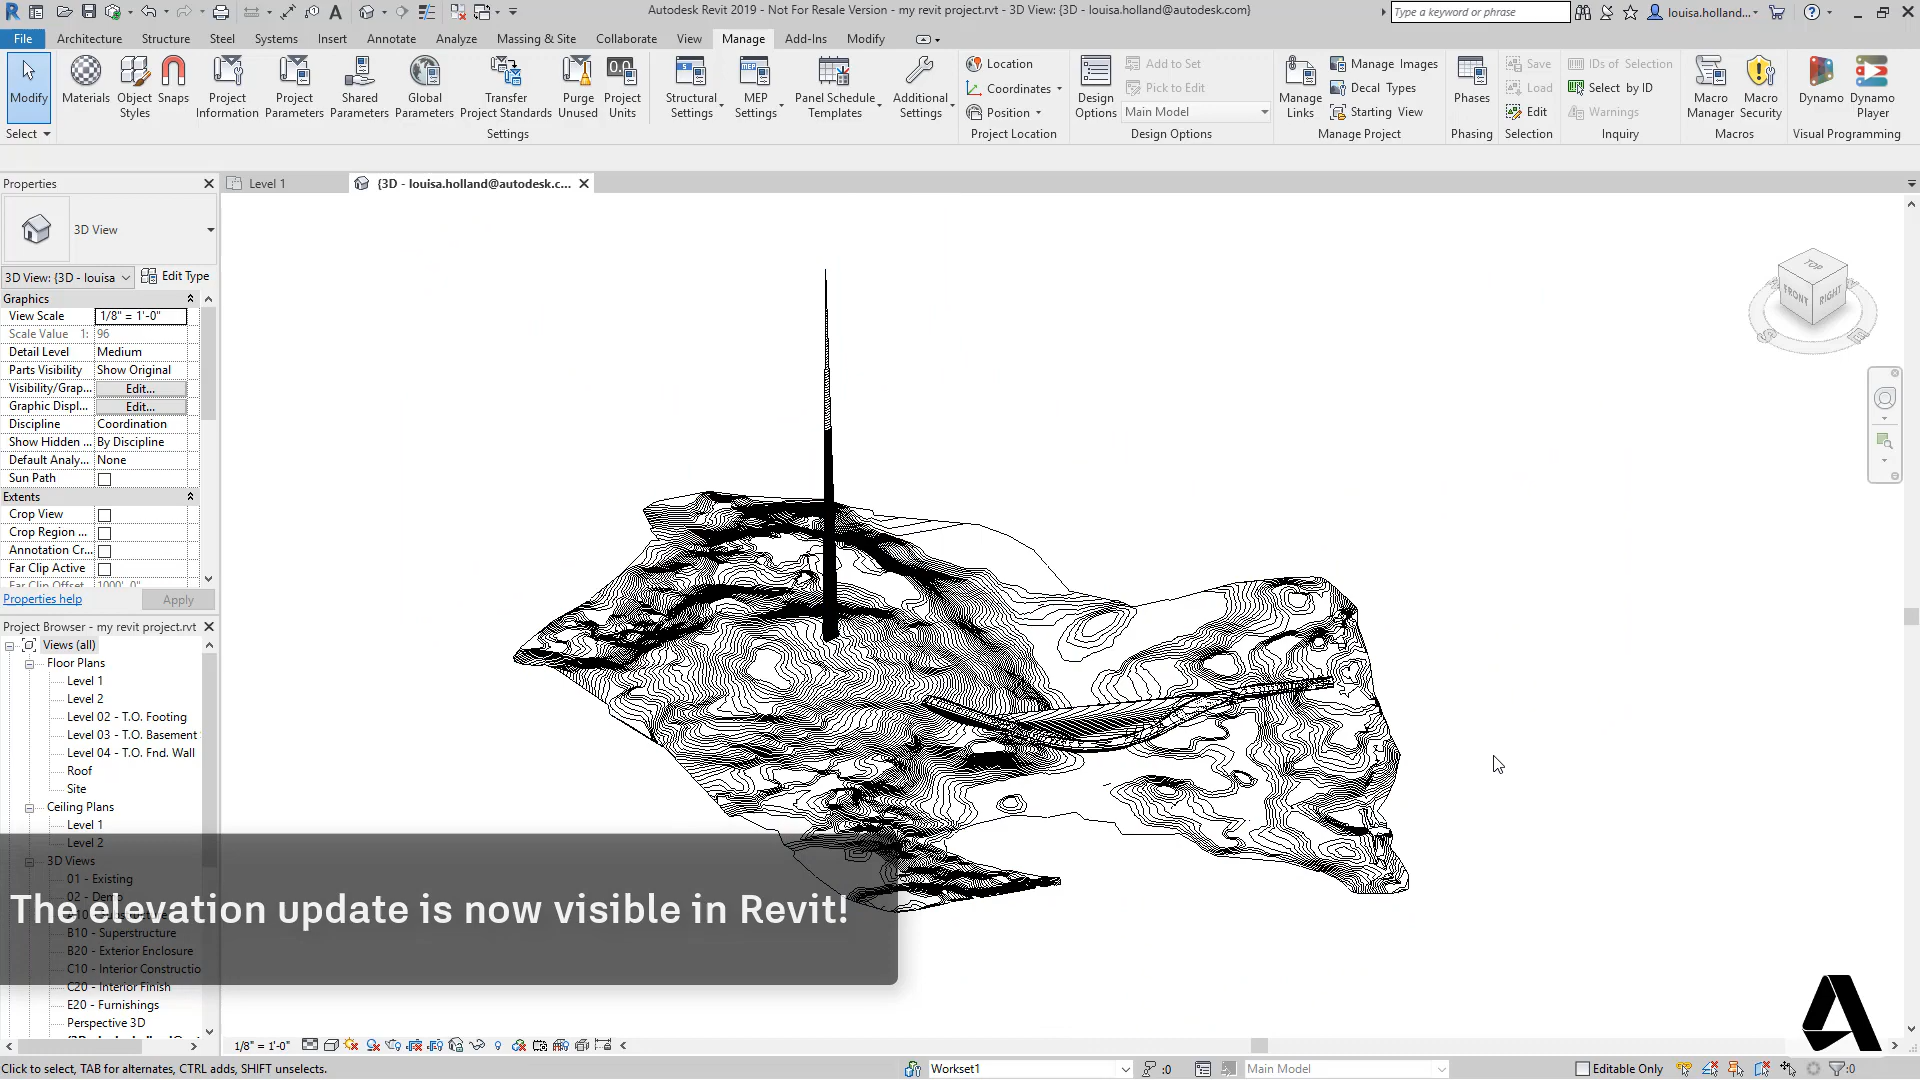 Autodesk Revit 2019 - Not For Resale Version - my revit project.rvt - 3D View: {3D - louisa.holland@autodesk.com}
Type a keyword or phrase
louisa.holland...
File Architecture Structure Steel Systems Insert Annotate Analyze Massing & Site Collaborate View Manage Add-Ins Modify
Modify
Materials
Object Styles
Snaps
Project Information
Project Parameters
Shared Parameters
Global Parameters
Transfer Project Standards
Purge Unused
Project Units
Structural Settings
MEP Settings
Panel Schedule Templates
Additional Settings
Location
Coordinates
Position
Design Options
Add to Set
Pick to Edit
Main Model
Manage Links
Manage Images
Decal Types
Starting View
Phases
Save
Load
Edit
IDs of Selection
Select by ID
Warnings
Macro Manager
Macro Security
Dynamo
Dynamo Player
Select
Settings
Project Location
Design Options
Manage Project
Phasing
Selection
Inquiry
Macros
Visual Programming
Properties
Level 1
{3D - louisa.holland@autodesk.c...
3D View
3D View: {3D - louisa
Edit Type
Graphics
View Scale 1/8" = 1'-0"
Scale Value 1: 96
Detail Level Medium
Parts Visibility Show Original
Visibility/Grap... Edit...
Graphic Displ... Edit...
Discipline Coordination
Show Hidden ... By Discipline
Default Analy... None
Sun Path
Extents
Crop View
Crop Region ...
Annotation Cr...
Far Clip Active
Far Clip Offset 1000' 0"
Properties help
Apply
Project Browser - my revit project.rvt
Views (all)
Floor Plans
Level 1
Level 2
Level 02 - T.O. Footing
Level 03 - T.O. Basement
Level 04 - T.O. Fnd. Wall
Roof
Site
Ceiling Plans
Level 1
Level 2
3D Views
01 - Existing
02 - Demo
B10 - Superstructure
B20 - Exterior Enclosure
C10 - Interior Constructio
C20 - Interior Finish
E20 - Furnishings
Perspective 3D
TOP
FRONT
RIGHT
S
E
The elevation update is now visible in Revit!
1/8" = 1'-0"
Click to select, TAB for alternates, CTRL adds, SHIFT unselects.
Workset1
:0
Main Model
Editable Only
:0